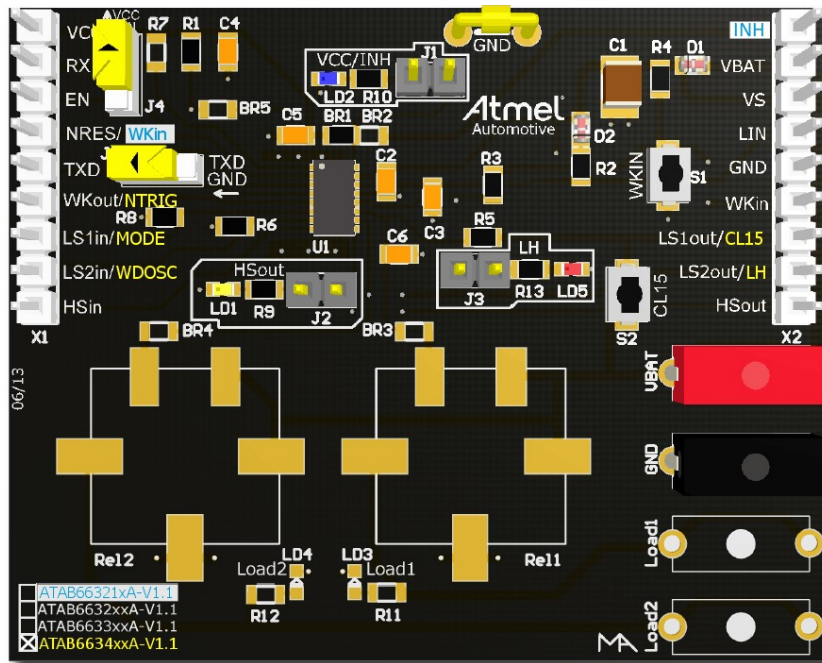 VCC
R7 R1 C4
VCC/INH
J1
GND
C1
R4 D1
INH
RX
VBAT
EN
J4
LD2 R10
VS
BR5
C5 BR1 BR2
Atmel
Automotive
NRES/WKin
D2
LIN
TXD
TXD
GND
C2
R3
R2
WKIN
S1
GND
WKout/NTRIG
WKin
R8
R6
U1
C3
R5
LS1in/MODE
LS1out/CL15
C6
LH
LS2in/WDOSC
HSout
J3
R13 LD5
CL15
LS2out/LH
HSin
LD1 R9 J2
HSout
X1
BR4
BR3
S2
X2
VBAT
06/13
GND
Rel2
LD4 LD3
Rel1
Load1
Load2
Load1
R12
R11
Load2
ATAB66321xA-V1.1
ATAB6632xxA-V1.1
ATAB6633xxA-V1.1
ATAB6634xxA-V1.1
MA